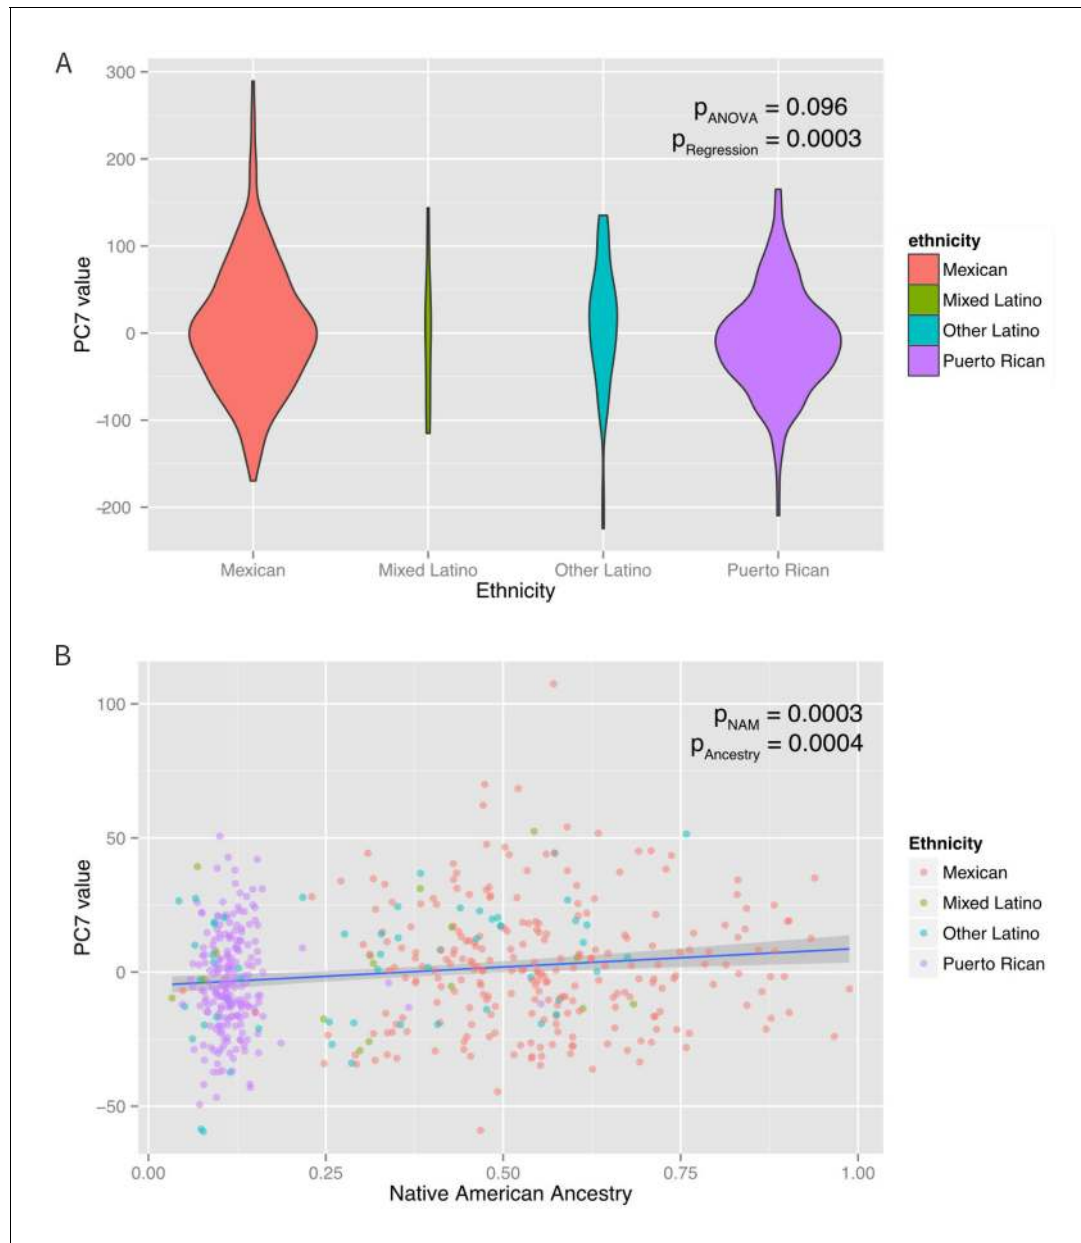 A
300
200
100
0
−100
−200
PC7 value
pANOVA = 0.096
pRegression = 0.0003
Mexican
Mixed Latino
Other Latino
Puerto Rican
Ethnicity
ethnicity
Mexican
Mixed Latino
Other Latino
Puerto Rican
B
100
50
0
−50
PC7 value
pNAM = 0.0003
pAncestry = 0.0004
0.00
0.25
0.50
0.75
1.00
Native American Ancestry
Ethnicity
Mexican
Mixed Latino
Other Latino
Puerto Rican